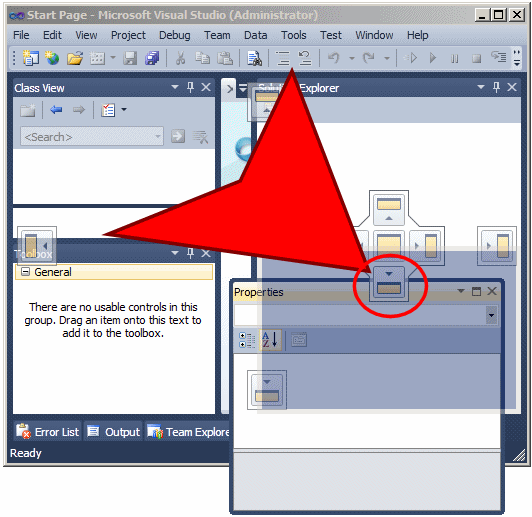 Start Page - Microsoft Visual Studio (Administrator)
File Edit View Project Debug Team Data Tools Test Window Help
Class View
Explorer
<Search>
Toolbox
General
There are no usable controls in this
group. Drag an item onto this text to
add it to the toolbox.
Properties
A
Z
Error List Output Team Explore
Ready